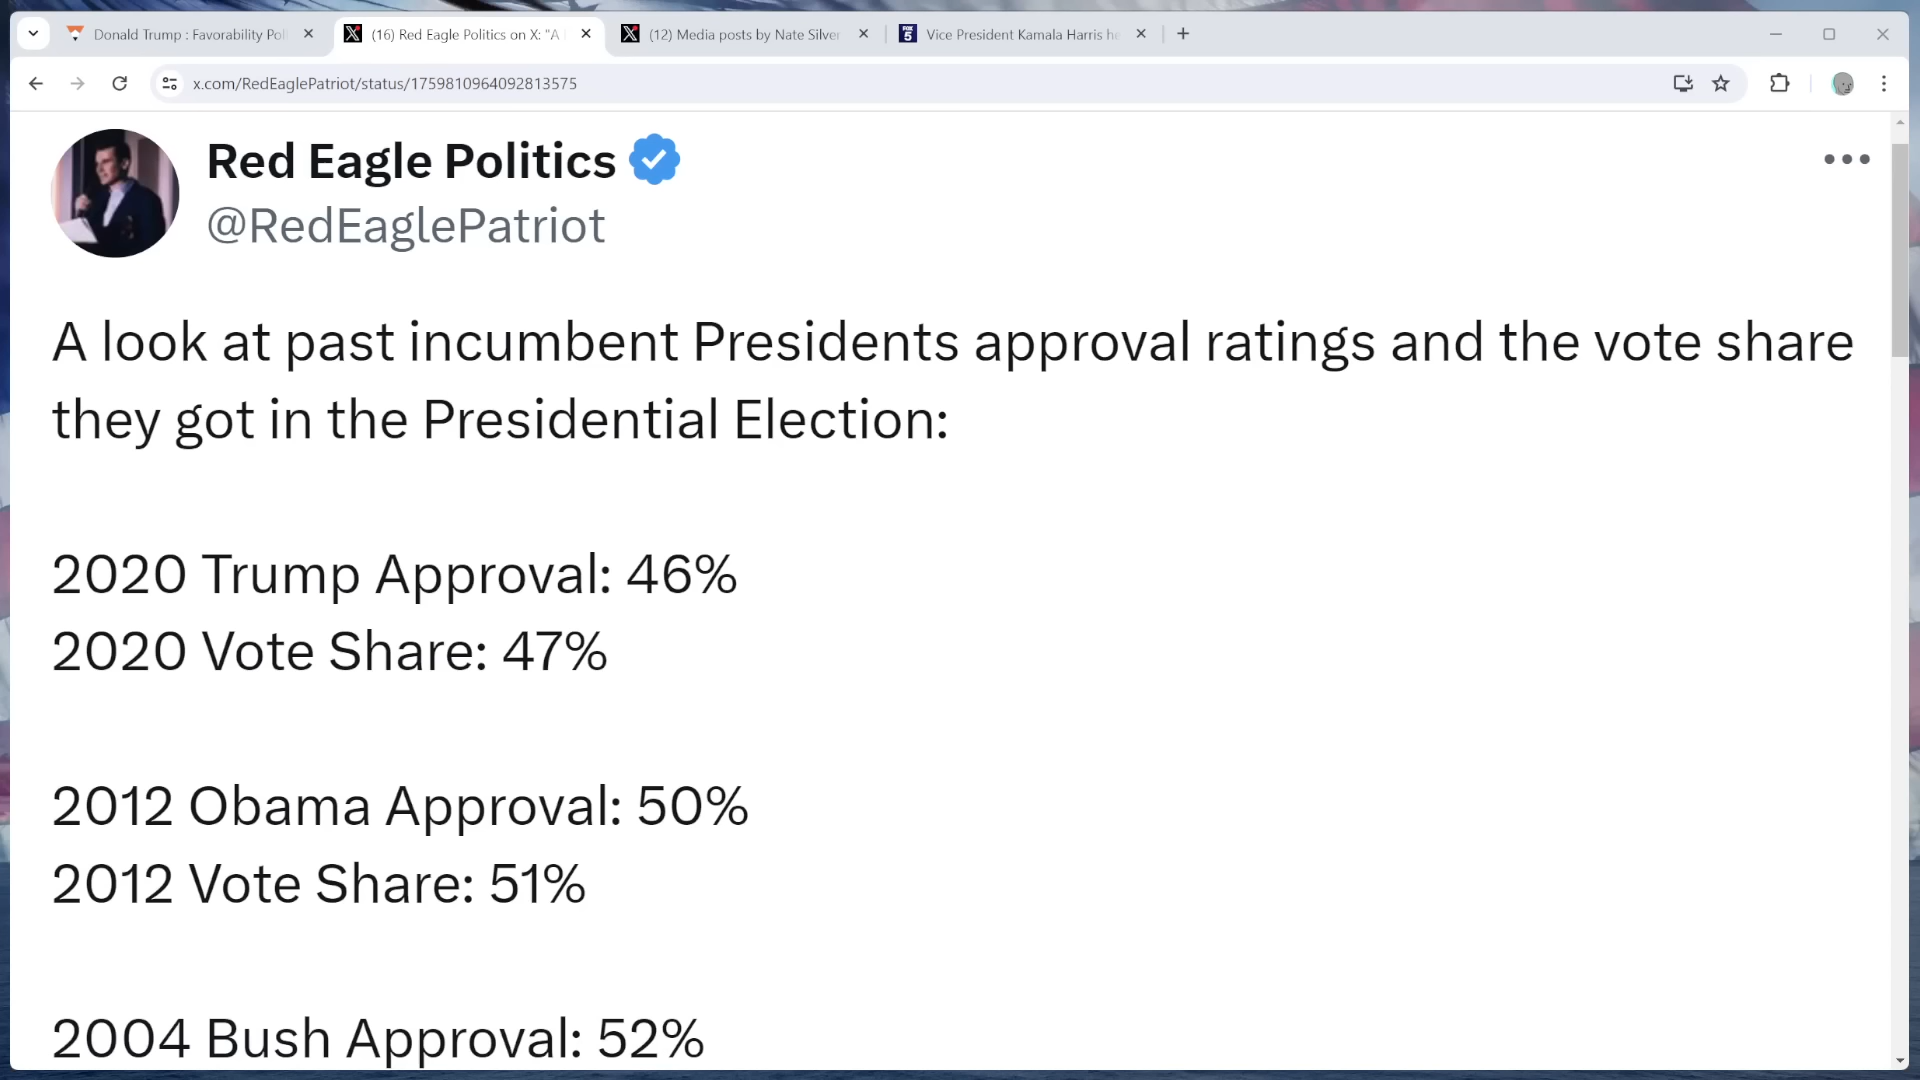 Donald Trump : Favorability Pol
(16) Red Eagle Politics on X: "A
(12) Media posts by Nate Silver
FOX 5
Vice President Kamala Harris he
x.com/RedEaglePatriot/status/1759810964092813575
Red Eagle Politics
@RedEaglePatriot
A look at past incumbent Presidents approval ratings and the vote share
they got in the Presidential Election:
2020 Trump Approval: 46%
2020 Vote Share: 47%
2012 Obama Approval: 50%
2012 Vote Share: 51%
2004 Bush Approval: 52%